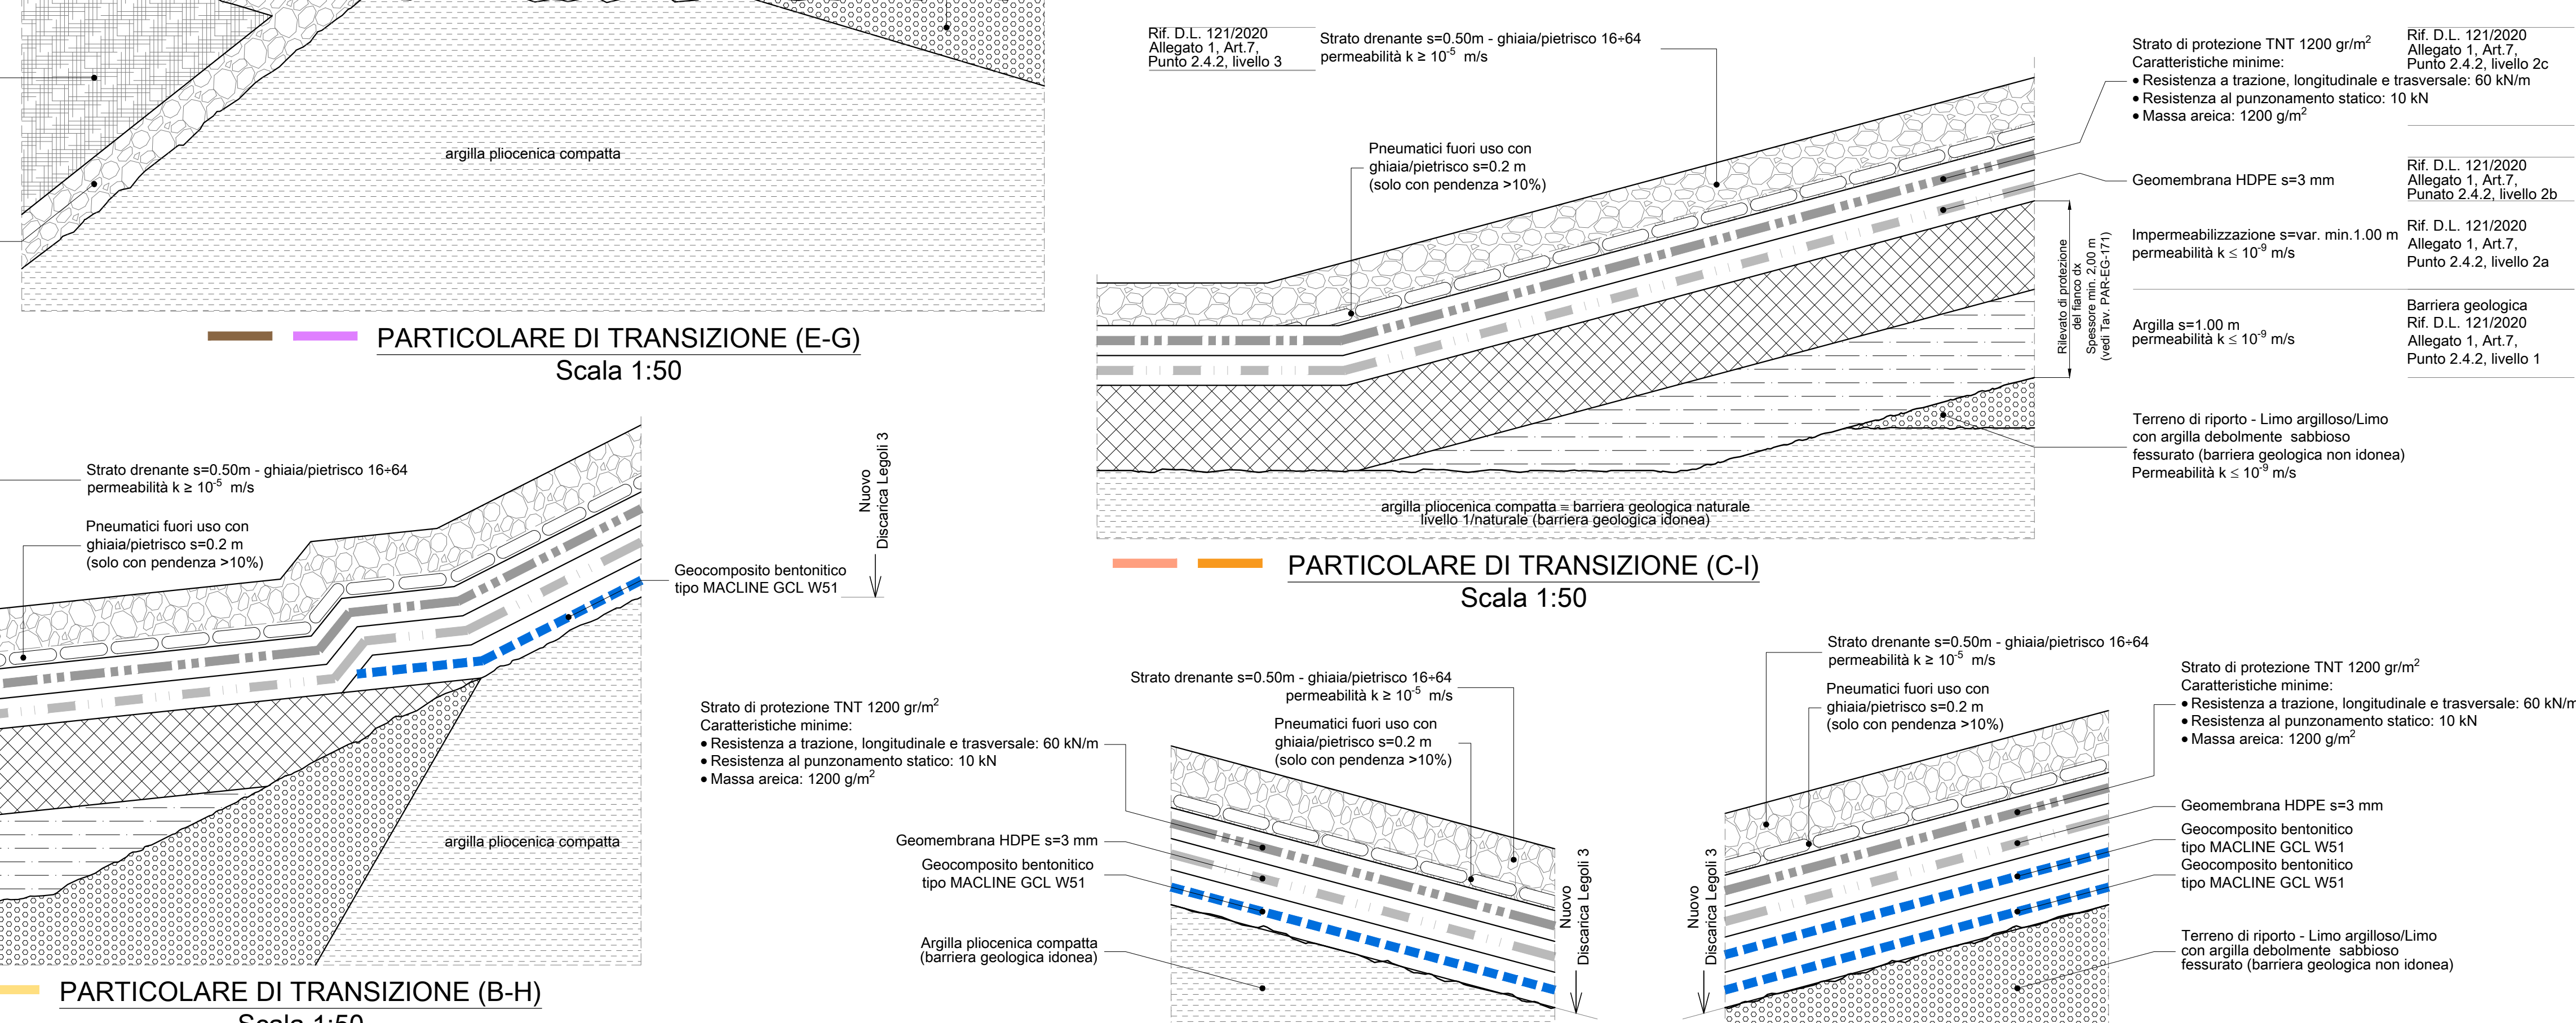 argilla pliocenica compatta
PARTICOLARE DI TRANSIZIONE (E-G)
Scala 1:50
Rif. D.L. 121/2020
Allegato 1, Art.7,
Punto 2.4.2, livello 3
Strato drenante s=0.50m - ghiaia/pietrisco 16÷64
permeabilità k ≥ 10⁻⁵ m/s
Pneumatici fuori uso con
ghiaia/pietrisco s=0.2 m
(solo con pendenza >10%)
Strato di protezione TNT 1200 gr/m²
Caratteristiche minime:
• Resistenza a trazione, longitudinale e trasversale: 60 kN/m
• Resistenza al punzonamento statico: 10 kN
• Massa areica: 1200 g/m²
Rif. D.L. 121/2020
Allegato 1, Art.7,
Punto 2.4.2, livello 2c
Geomembrana HDPE s=3 mm
Rif. D.L. 121/2020
Allegato 1, Art.7,
Punato 2.4.2, livello 2b
Impermeabilizzazione s=var. min.1.00 m
permeabilità k ≤ 10⁻⁹ m/s
Rif. D.L. 121/2020
Allegato 1, Art.7,
Punto 2.4.2, livello 2a
Rilevato di protezione
del fianco dx
Spessore min. 2,00 m
(vedi Tav. PAR-EG-171)
Argilla s=1.00 m
permeabilità k ≤ 10⁻⁹ m/s
Barriera geologica
Rif. D.L. 121/2020
Allegato 1, Art.7,
Punto 2.4.2, livello 1
Terreno di riporto - Limo argilloso/Limo
con argilla debolmente sabbioso
fessurato (barriera geologica non idonea)
Permeabilità k ≤ 10⁻⁹ m/s
argilla pliocenica compatta ≡ barriera geologica naturale
livello 1/naturale (barriera geologica idonea)
PARTICOLARE DI TRANSIZIONE (C-I)
Scala 1:50
Strato drenante s=0.50m - ghiaia/pietrisco 16÷64
permeabilità k ≥ 10⁻⁵ m/s
Pneumatici fuori uso con
ghiaia/pietrisco s=0.2 m
(solo con pendenza >10%)
Nuovo
Discarica Legoli 3
Geocomposito bentonitico
tipo MACLINE GCL W51
argilla pliocenica compatta
PARTICOLARE DI TRANSIZIONE (B-H)
Scala 1:50
Strato drenante s=0.50m - ghiaia/pietrisco 16÷64
permeabilità k ≥ 10⁻⁵ m/s
Pneumatici fuori uso con
ghiaia/pietrisco s=0.2 m
(solo con pendenza >10%)
Strato di protezione TNT 1200 gr/m²
Caratteristiche minime:
• Resistenza a trazione, longitudinale e trasversale: 60 kN/m
• Resistenza al punzonamento statico: 10 kN
• Massa areica: 1200 g/m²
Geomembrana HDPE s=3 mm
Geocomposito bentonitico
tipo MACLINE GCL W51
Argilla pliocenica compatta
(barriera geologica idonea)
Nuovo
Discarica Legoli 3
Strato drenante s=0.50m - ghiaia/pietrisco 16÷64
permeabilità k ≥ 10⁻⁵ m/s
Pneumatici fuori uso con
ghiaia/pietrisco s=0.2 m
(solo con pendenza >10%)
Strato di protezione TNT 1200 gr/m²
Caratteristiche minime:
• Resistenza a trazione, longitudinale e trasversale: 60 kN/m
• Resistenza al punzonamento statico: 10 kN
• Massa areica: 1200 g/m²
Geomembrana HDPE s=3 mm
Geocomposito bentonitico
tipo MACLINE GCL W51
Geocomposito bentonitico
tipo MACLINE GCL W51
Nuovo
Discarica Legoli 3
Terreno di riporto - Limo argilloso/Limo
con argilla debolmente sabbioso
fessurato (barriera geologica non idonea)